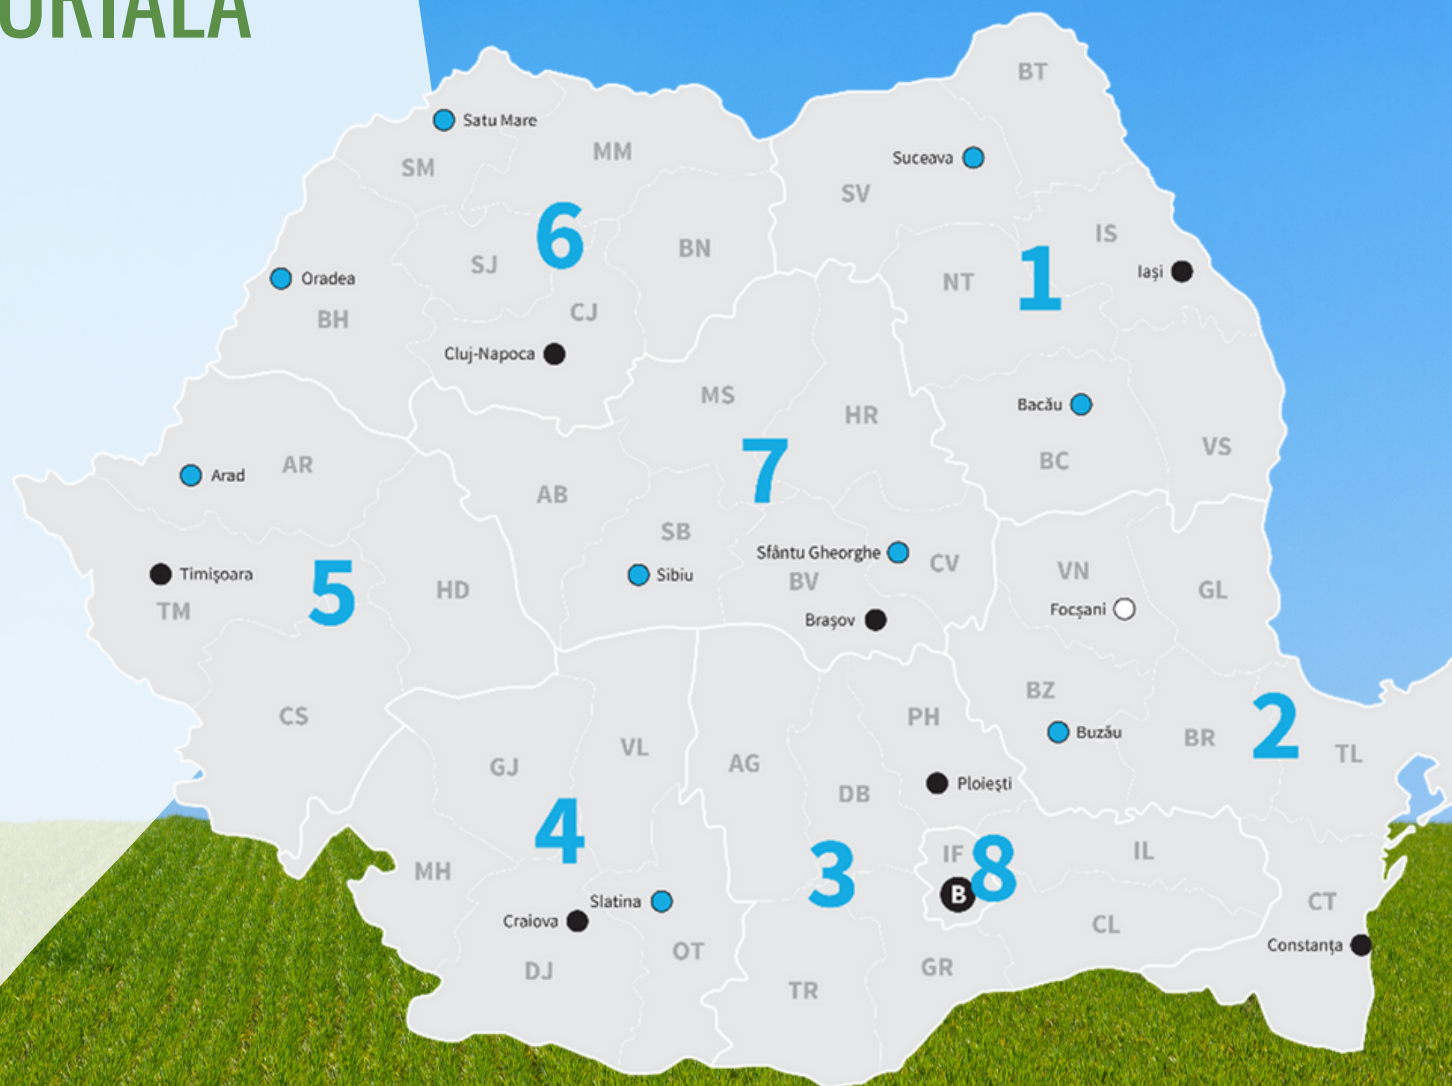 ORIALĂ
BT
Satu Mare
MM
Suceava
SM
SV
6
IS
BN
1
SJ
Iași
Oradea
NT
CJ
BH
Cluj-Napoca
MS
Bacău
HR
7
VS
BC
AR
Arad
AB
SB
Sfântu Gheorghe
CV
VN
Timișoara
Sibiu
BV
5
HD
GL
TM
Focșani
Brașov
BZ
CS
PH
2
Buzău
BR
VL
TL
GJ
AG
Ploiești
DB
4
IL
IF
8
3
MH
B
Slatina
CT
Craiova
CL
Constanța
OT
GR
DJ
TR